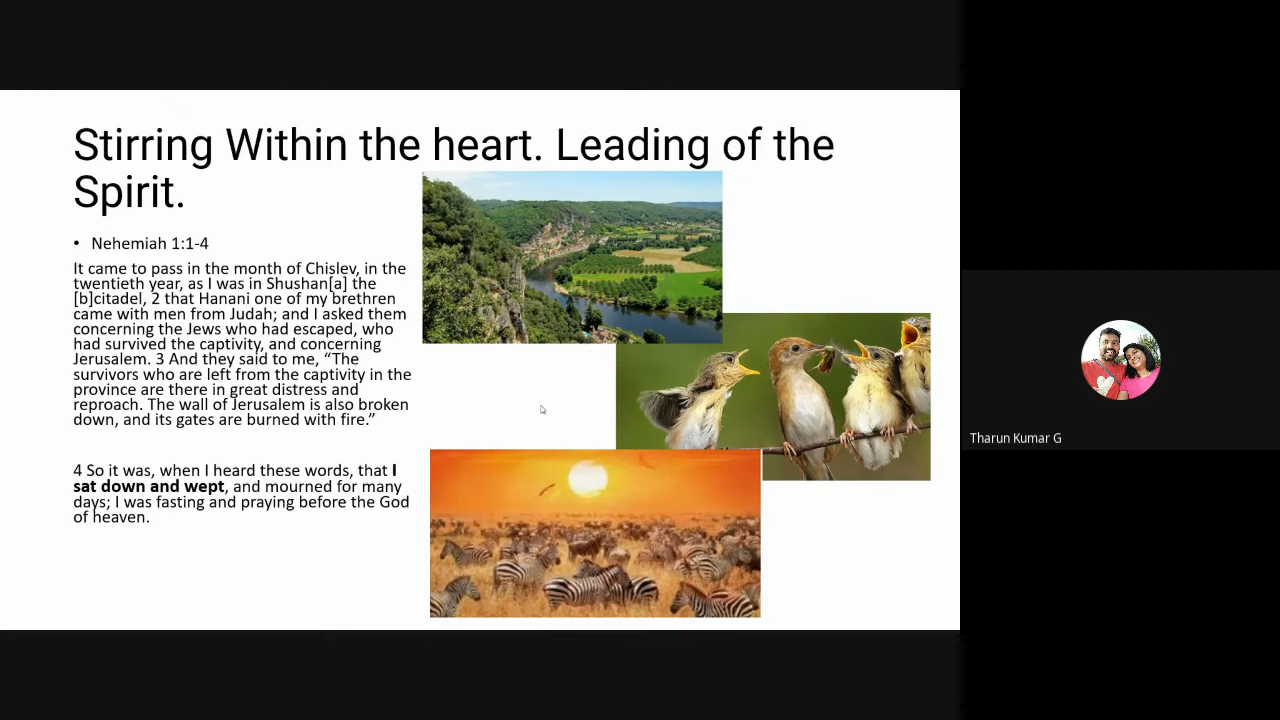 Stirring Within the heart. Leading of the
Spirit.
• Nehemiah 1:1-4
It came to pass in the month of Chislev, in the
twentieth year, as I was in Shushan[a] the
[b]citadel, 2 that Hanani one of my brethren
came with men from Judah; and I asked them
concerning the Jews who had escaped, who
had survived the captivity, and concerning
Jerusalem. 3 And they said to me, “The
survivors who are left from the captivity in the
province are there in great distress and
reproach. The wall of Jerusalem is also broken
down, and its gates are burned with fire.”
4 So it was, when I heard these words, that I
sat down and wept, and mourned for many
days; I was fasting and praying before the God
of heaven.
Tharun Kumar G